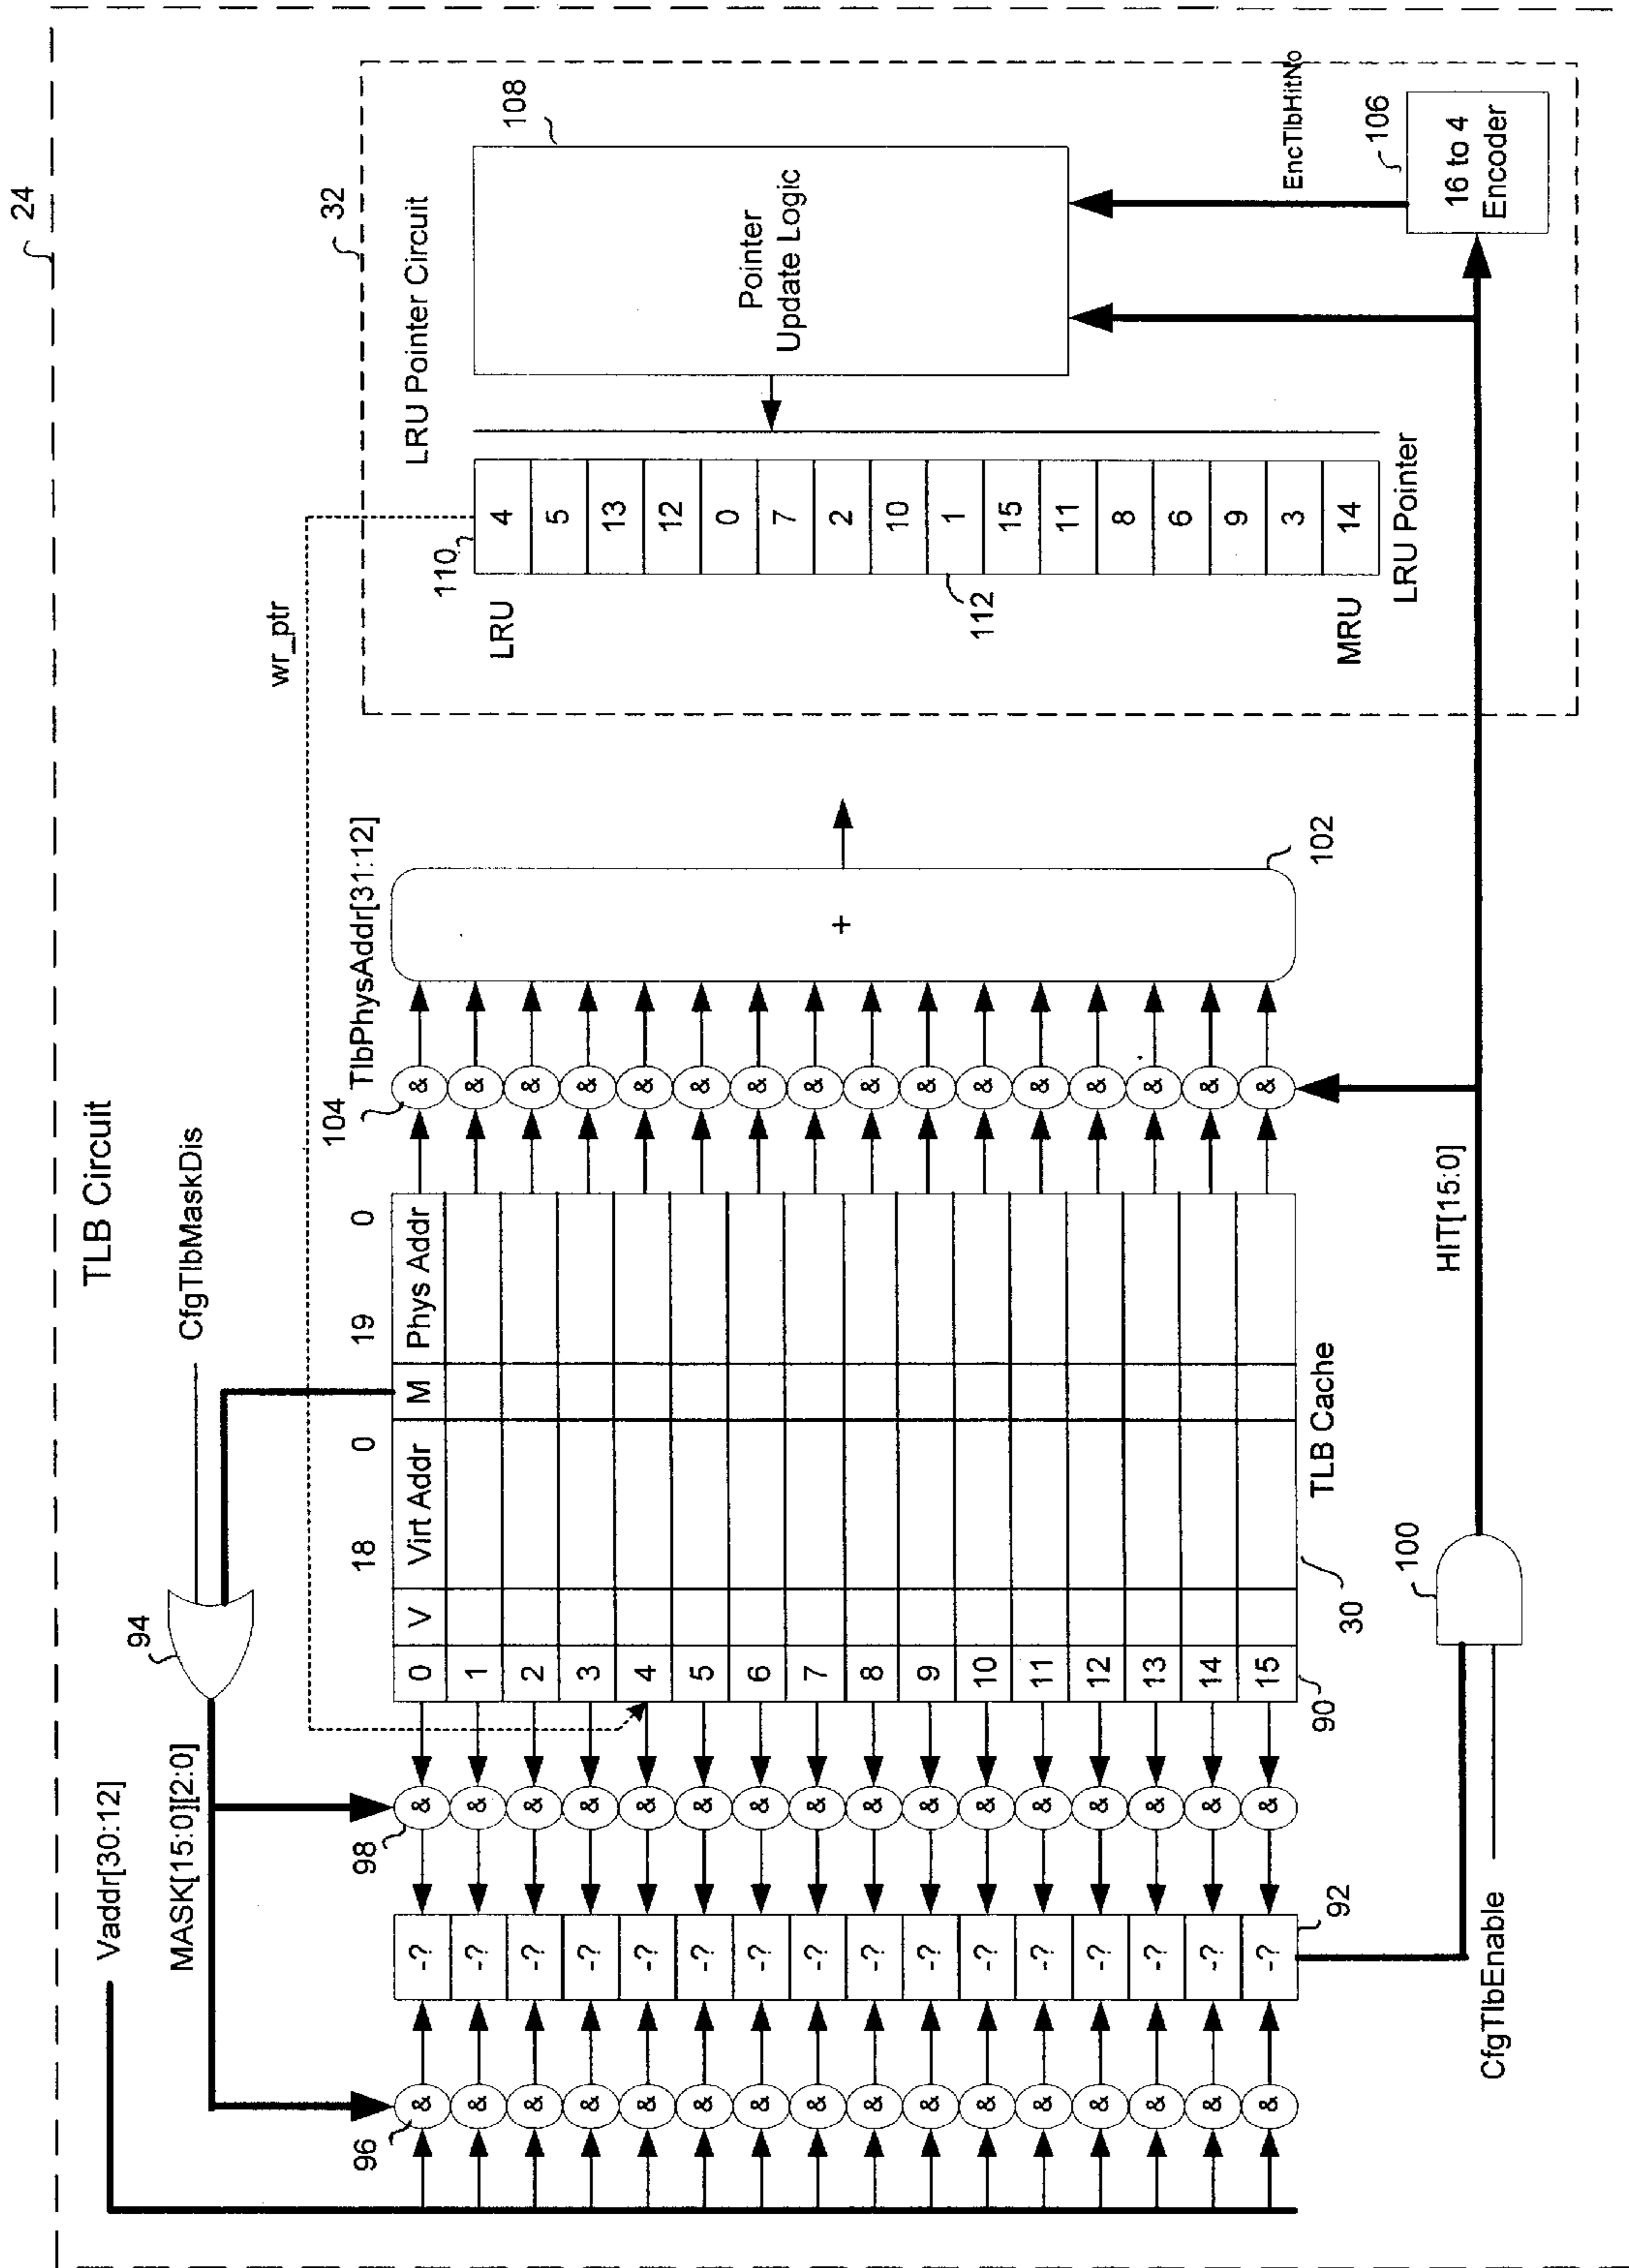 24
TLB Circuit
Vaddr[30:12]
MASK[15:0][2:0]
94
CfgTlbMaskDis
wr_ptr
32
LRU Pointer Circuit
96
98
18 0
19 0
104
TlbPhysAddr[31:12]
0 V Virt Addr M Phys Addr
1
2
3
4
5
6
7
8
9
10
11
12
13
14
15
& & & & & & & & & & & & & & & &
-? -? -? -? -? -? -? -? -? -? -? -? -? -? -? -?
& & & & & & & & & & & & & & & &
& & & & & & & & & & & & & & & &
+
92
90
30
TLB Cache
102
LRU
110
4
5
13
12
0
7
2
10
1
15
11
8
6
9
3
14
112
MRU
LRU Pointer
108
Pointer
Update Logic
EncTlbHitNo
106
16 to 4
Encoder
CfgTlbEnable
100
HIT[15:0]